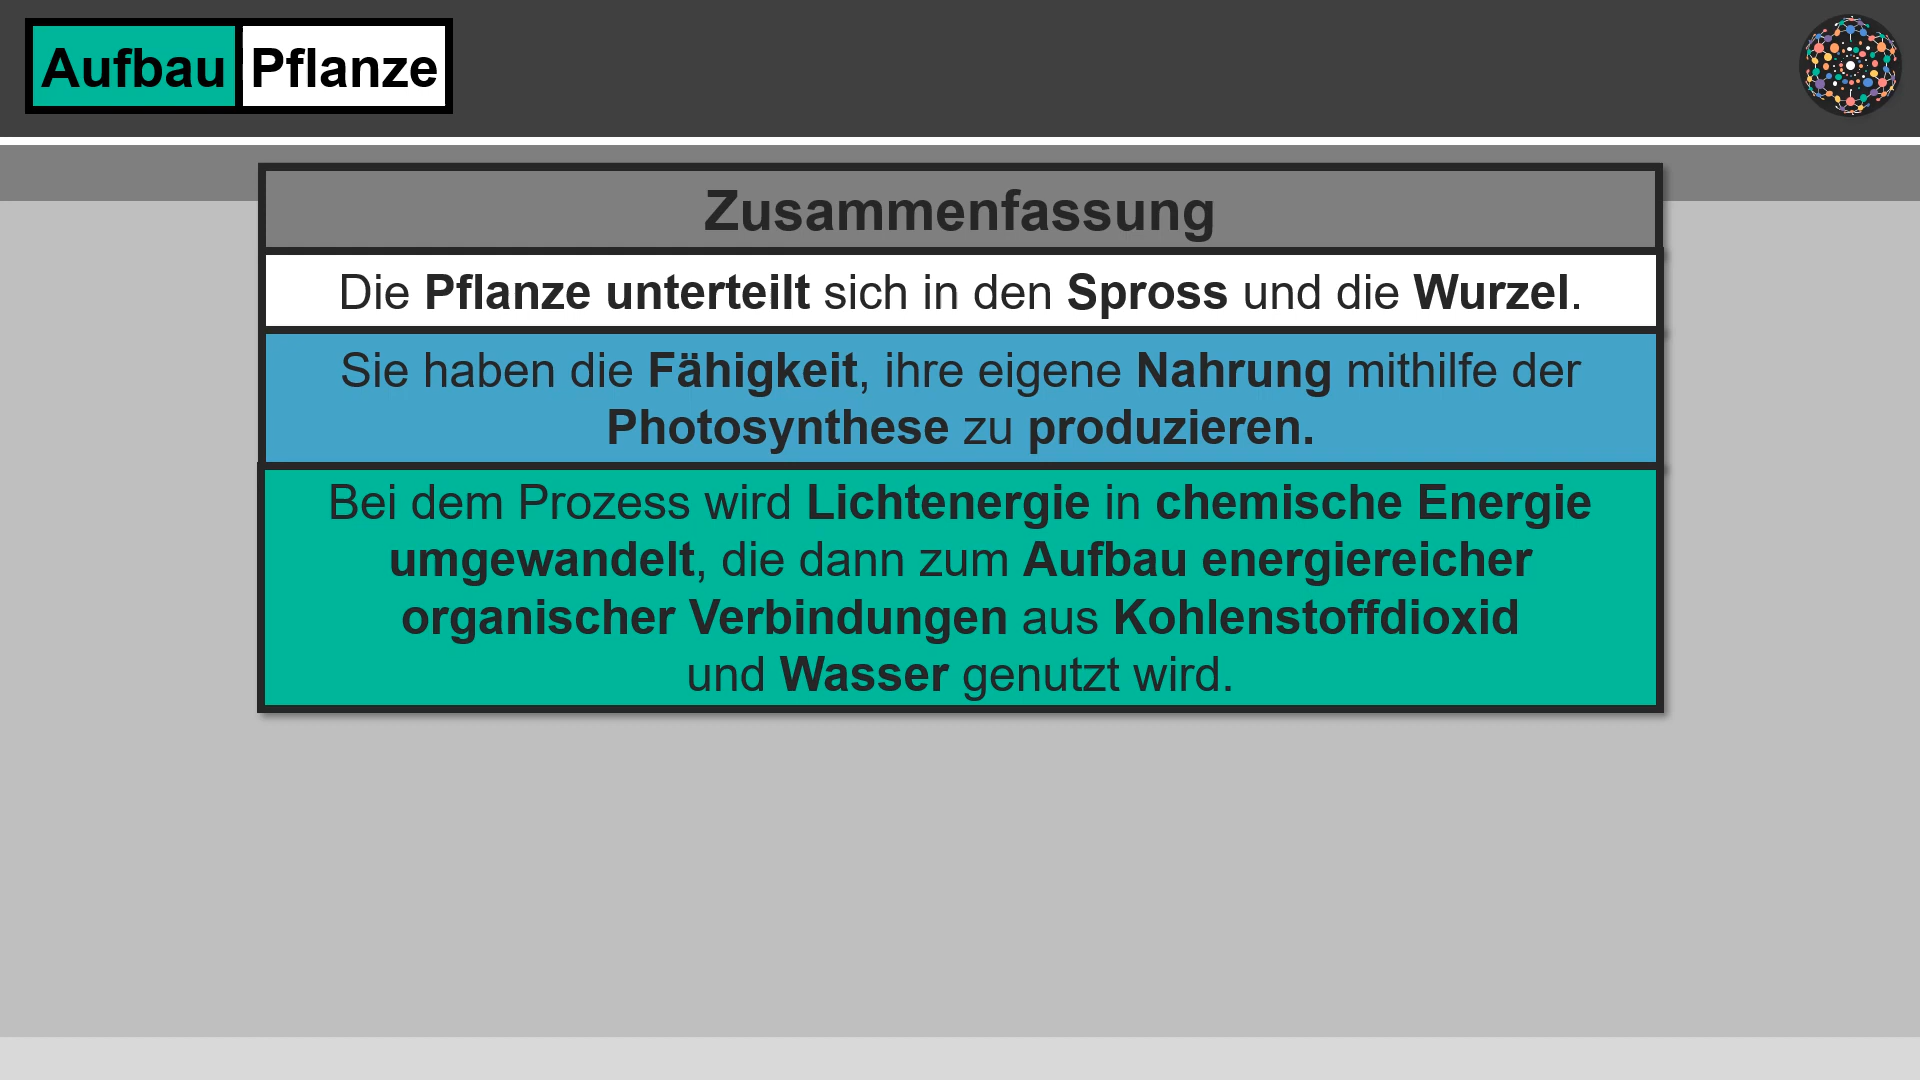 Aufbau Pflanze
Zusammenfassung
Die Pflanze unterteilt sich in den Spross und die Wurzel.
Sie haben die Fähigkeit, ihre eigene Nahrung mithilfe der
Photosynthese zu produzieren.
Bei dem Prozess wird Lichtenergie in chemische Energie
umgewandelt, die dann zum Aufbau energiereicher
organischer Verbindungen aus Kohlenstoffdioxid
und Wasser genutzt wird.